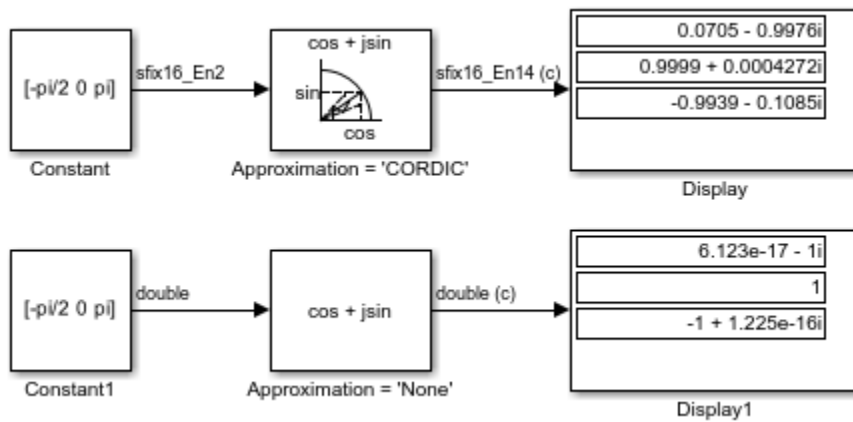 [-pi/2 0 pi]
Constant
sfix16_En2
cos + jsin
sin
cos
Approximation = 'CORDIC'
sfix16_En14 (c)
0.0705 - 0.9976i
0.9999 + 0.0004272i
-0.9939 - 0.1085i
Display
[-pi/2 0 pi]
Constant1
double
cos + jsin
Approximation = 'None'
double (c)
6.123e-17 - 1i
1
-1 + 1.225e-16i
Display1